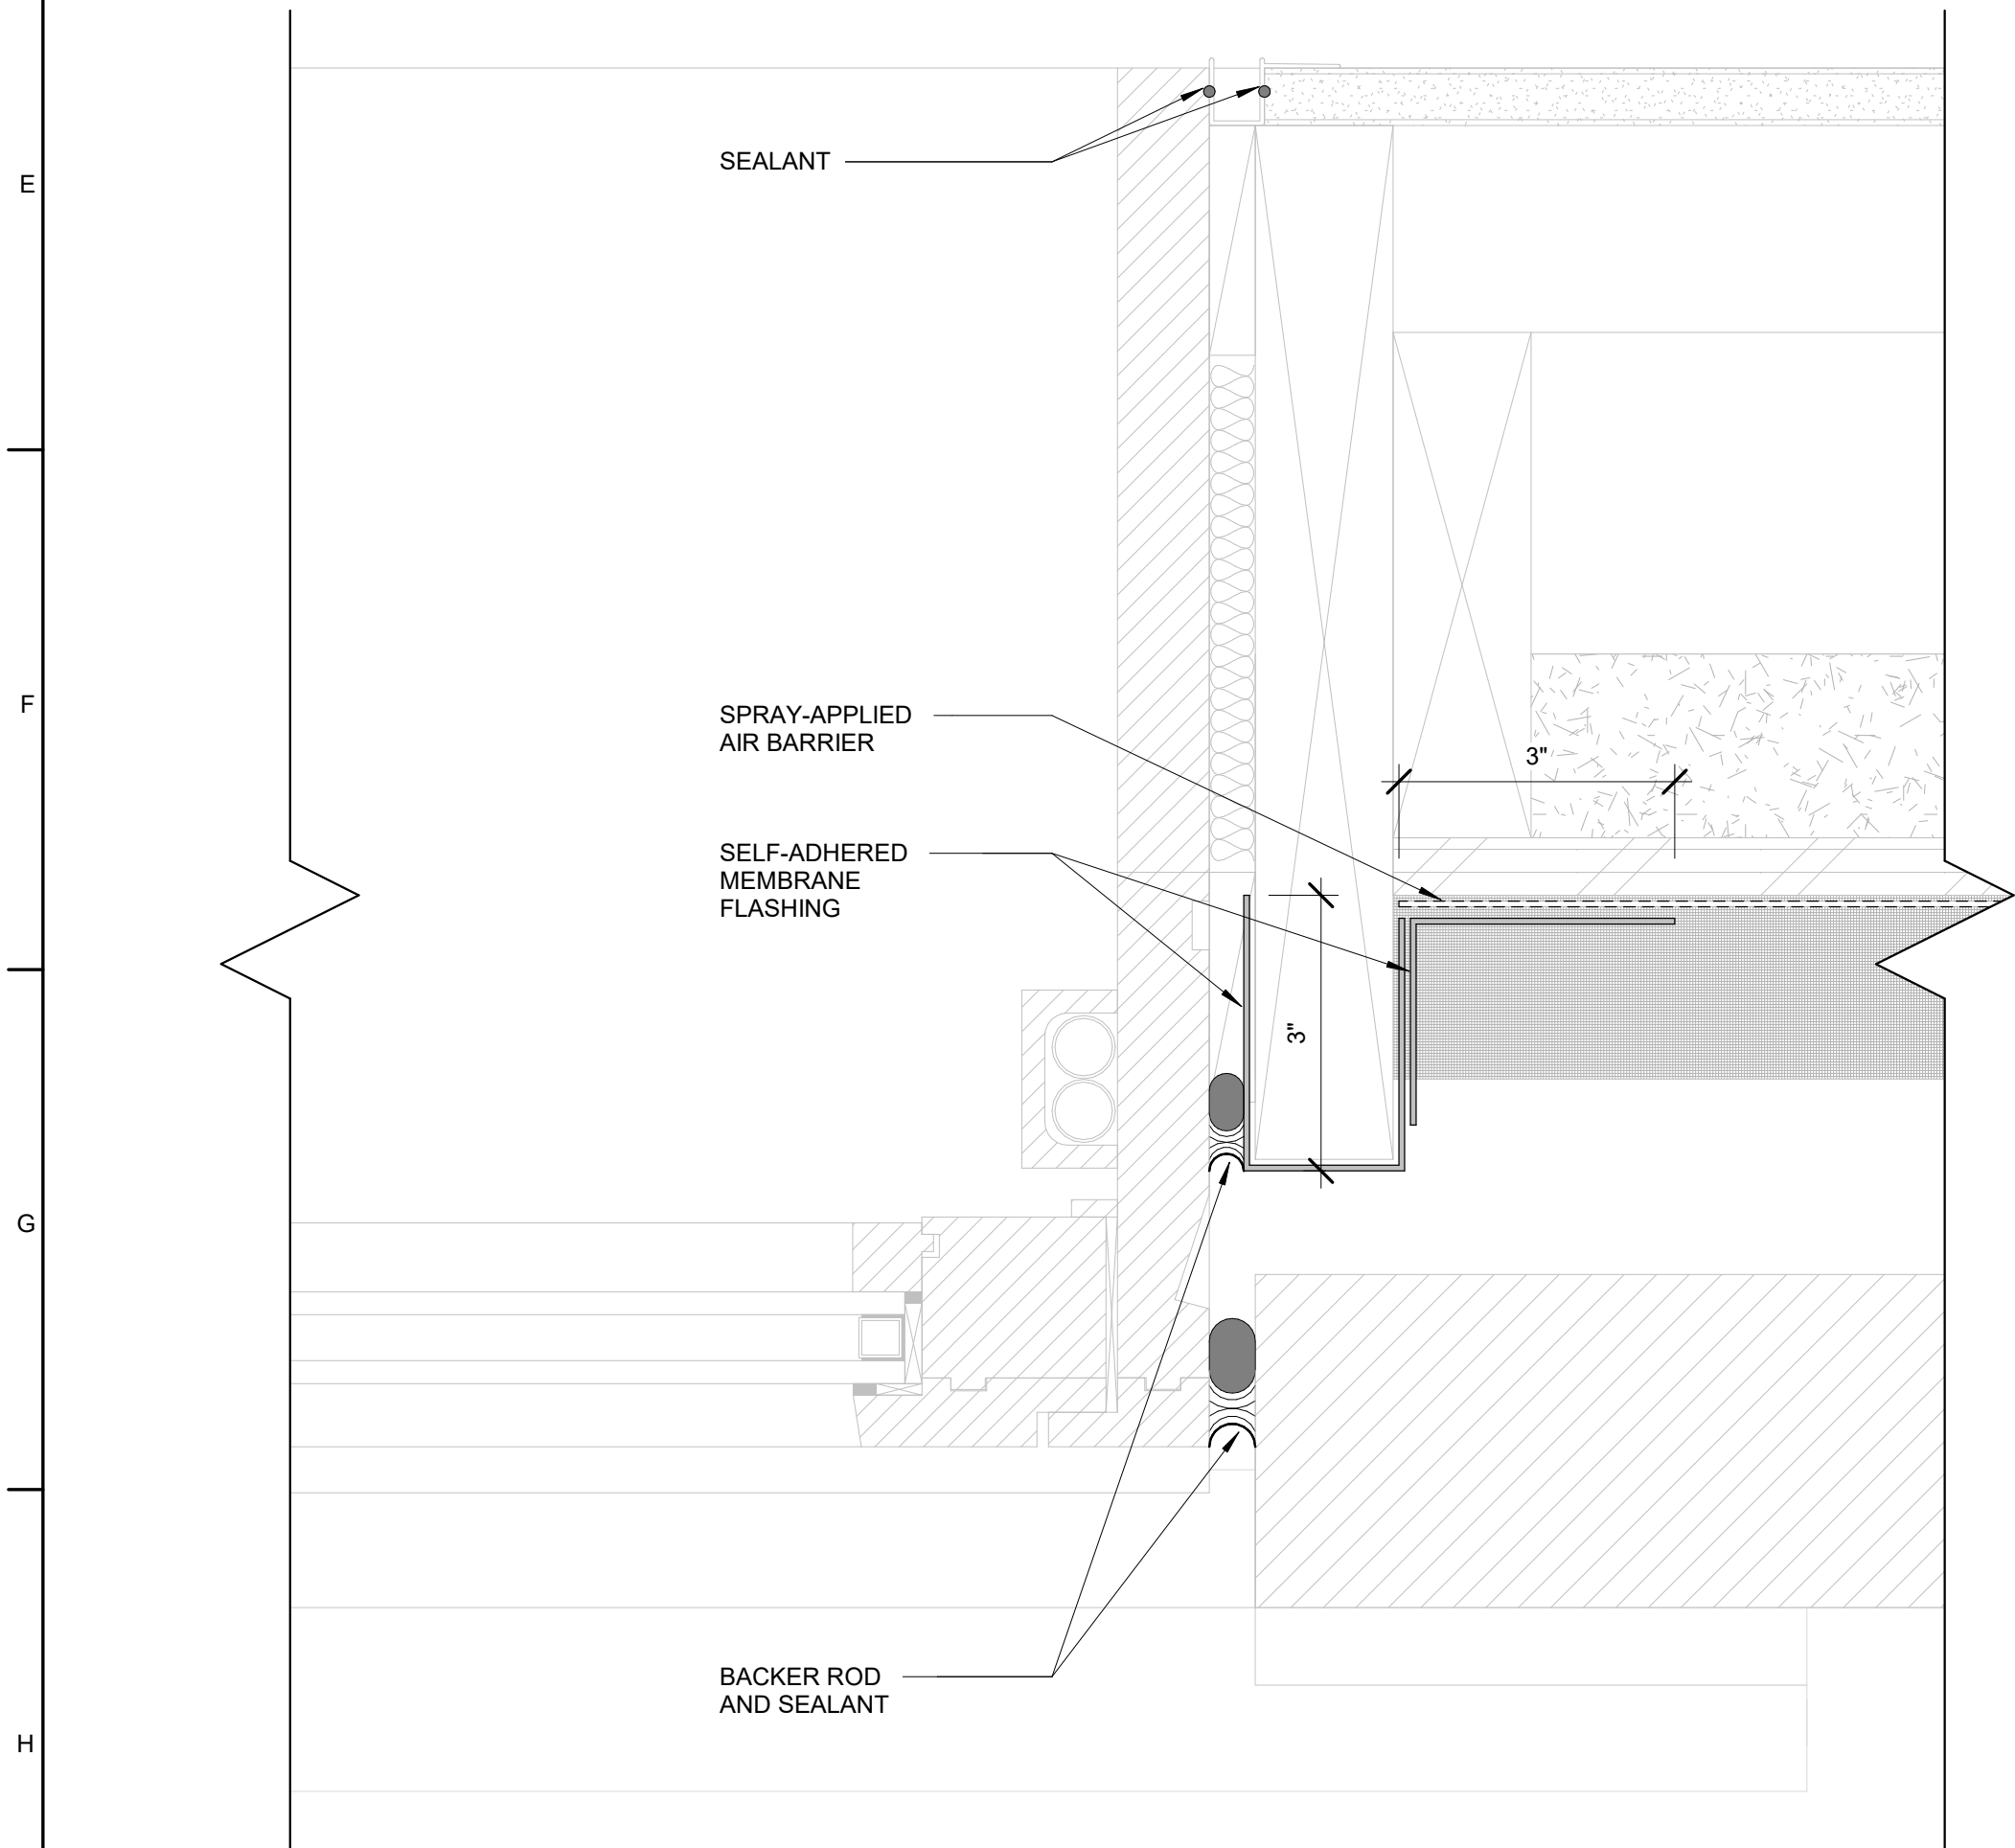 E
SEALANT
F
SPRAY-APPLIED
AIR BARRIER
3"
SELF-ADHERED
MEMBRANE
FLASHING
3"
G
BACKER ROD
AND SEALANT
H